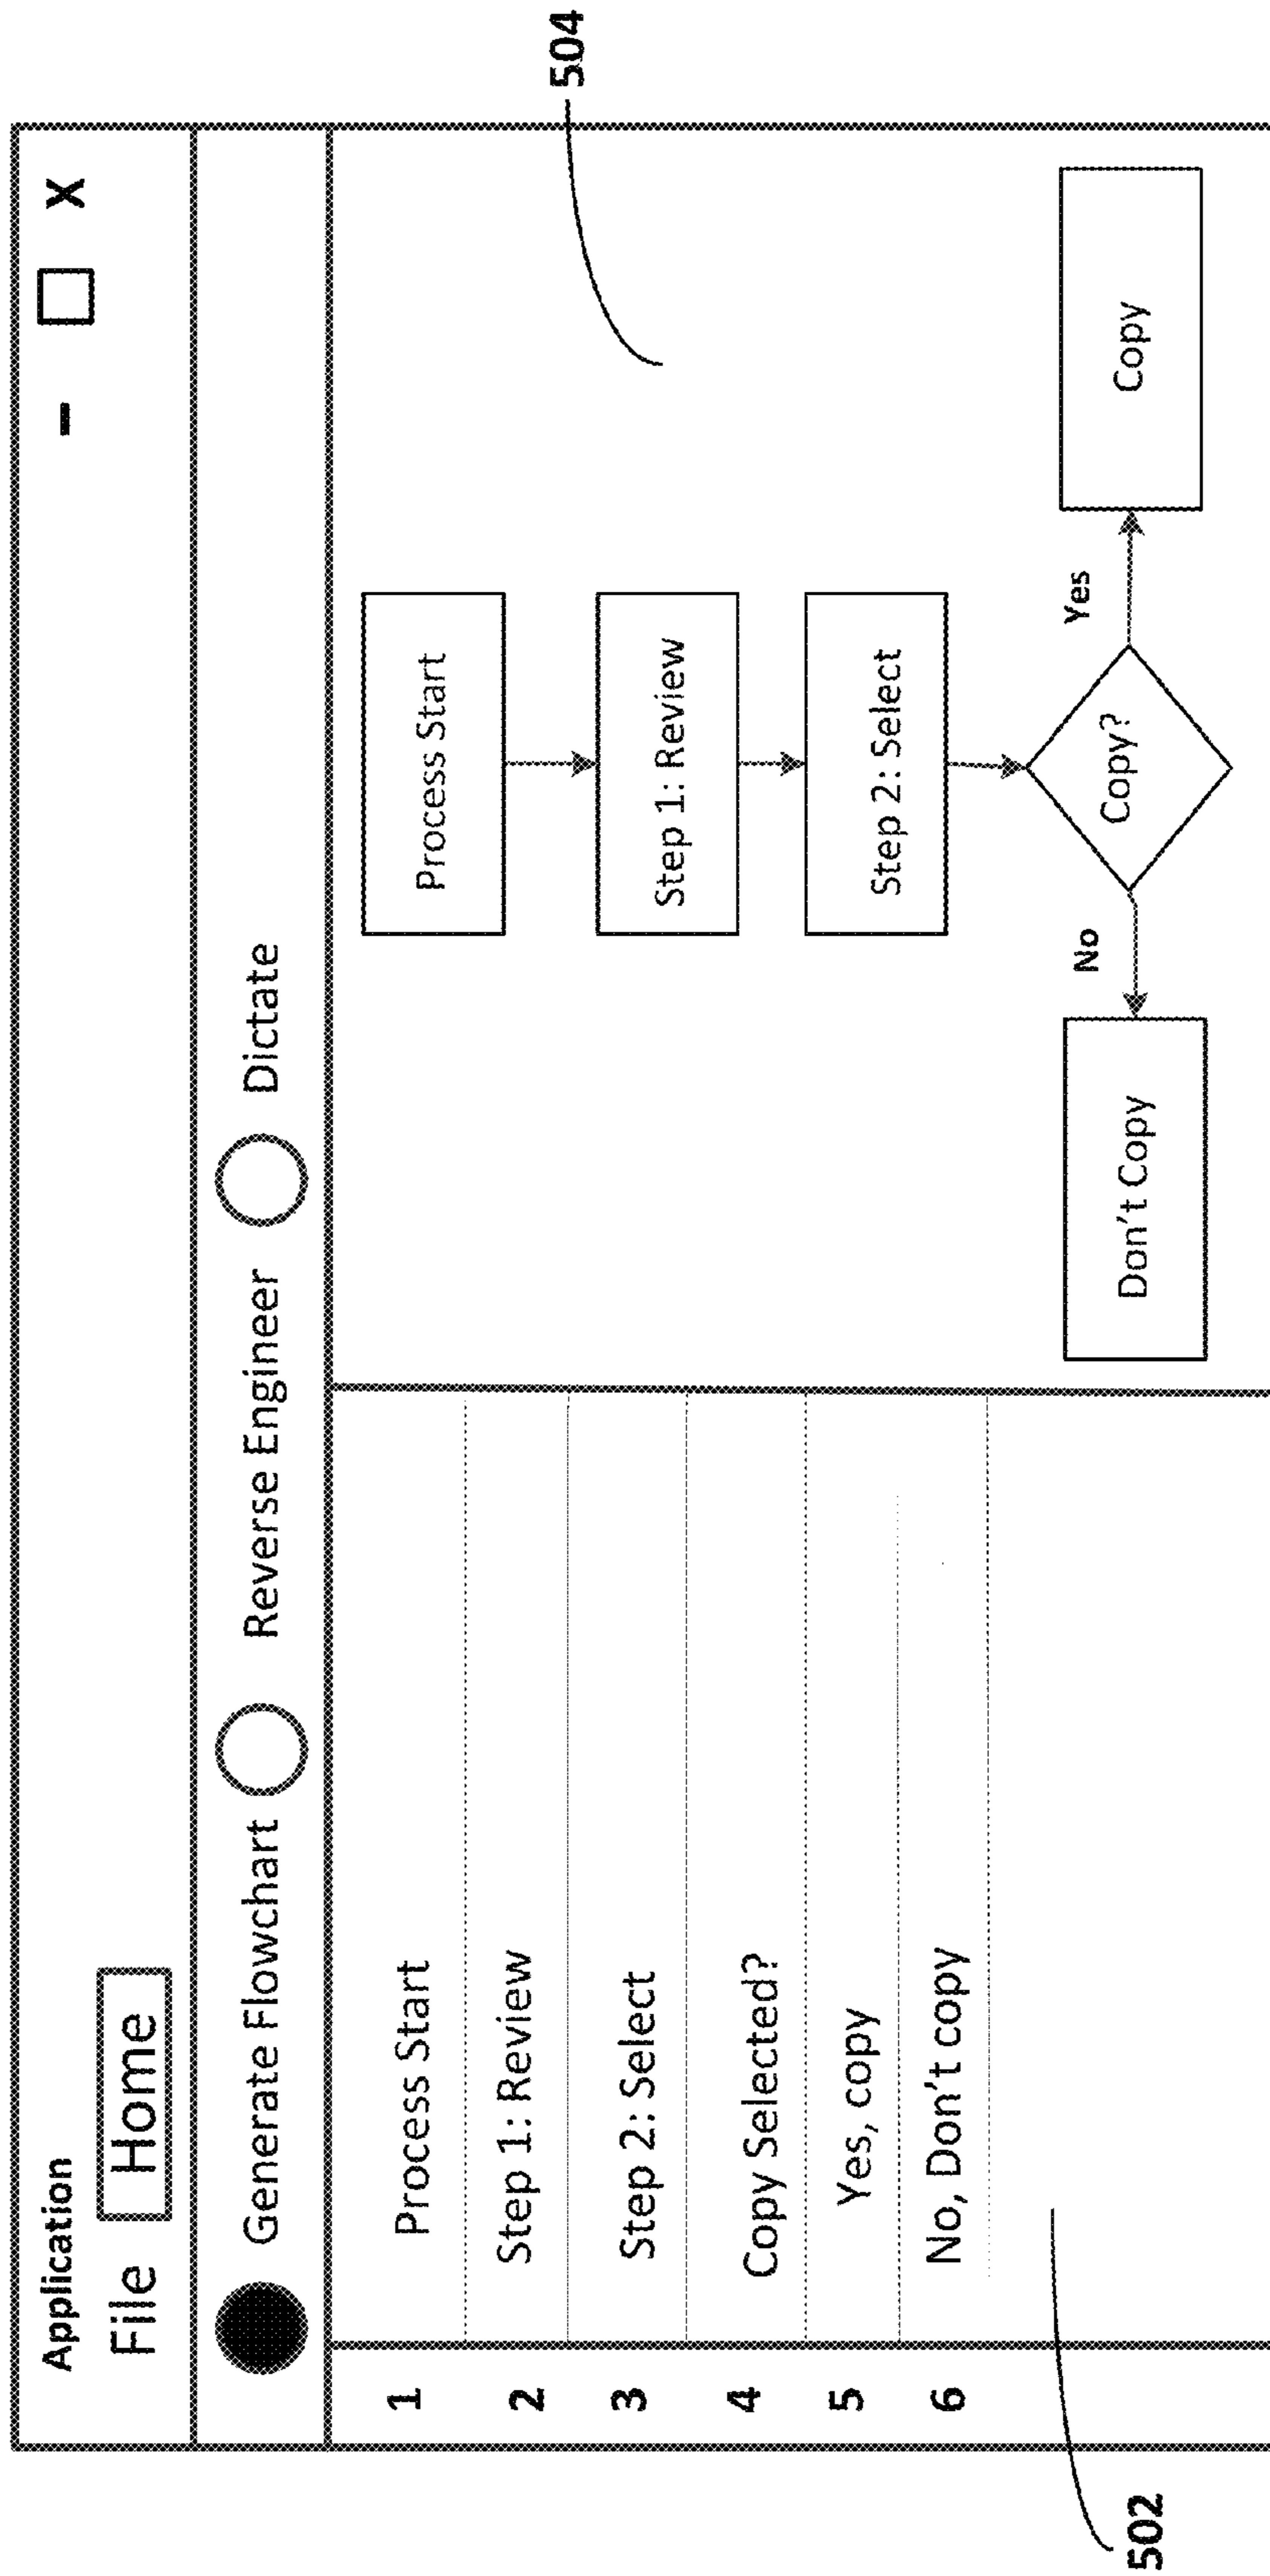 Application
File Home
Generate Flowchart Reverse Engineer Dictate
X
504
1 Process Start
2 Step 1: Review
3 Step 2: Select
4 Copy Selected?
5 Yes, copy
6 No, Don't copy
502
Process Start
Step 1: Review
Step 2: Select
Copy?
No
Yes
Don't Copy
Copy